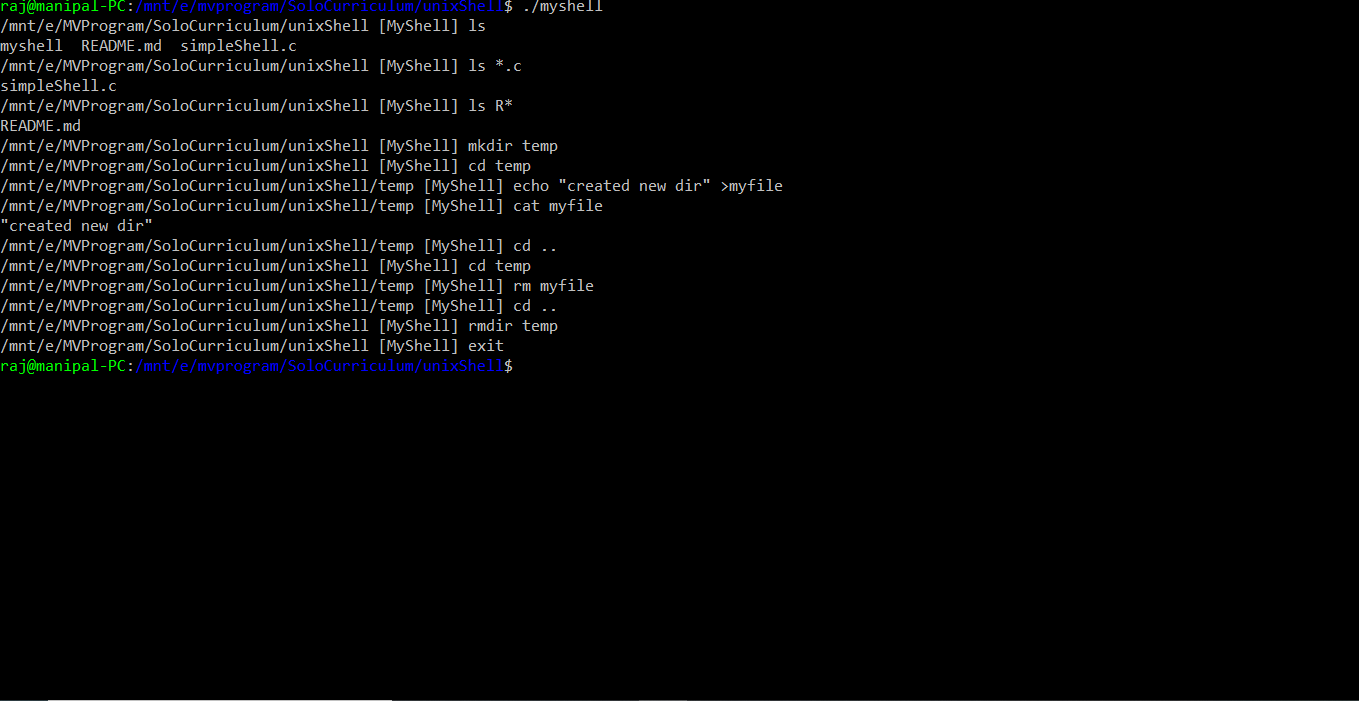 raj@manipal-PC:/mnt/e/mvprogram/SoloCurriculum/unixShell$ ./myshell
/mnt/e/MVProgram/SoloCurriculum/unixShell [MyShell] ls
myshell  README.md  simpleShell.c
/mnt/e/MVProgram/SoloCurriculum/unixShell [MyShell] ls *.c
simpleShell.c
/mnt/e/MVProgram/SoloCurriculum/unixShell [MyShell] ls R*
README.md
/mnt/e/MVProgram/SoloCurriculum/unixShell [MyShell] mkdir temp
/mnt/e/MVProgram/SoloCurriculum/unixShell [MyShell] cd temp
/mnt/e/MVProgram/SoloCurriculum/unixShell/temp [MyShell] echo "created new dir" >myfile
/mnt/e/MVProgram/SoloCurriculum/unixShell/temp [MyShell] cat myfile
"created new dir"
/mnt/e/MVProgram/SoloCurriculum/unixShell/temp [MyShell] cd ..
/mnt/e/MVProgram/SoloCurriculum/unixShell [MyShell] cd temp
/mnt/e/MVProgram/SoloCurriculum/unixShell/temp [MyShell] rm myfile
/mnt/e/MVProgram/SoloCurriculum/unixShell/temp [MyShell] cd ..
/mnt/e/MVProgram/SoloCurriculum/unixShell [MyShell] rmdir temp
/mnt/e/MVProgram/SoloCurriculum/unixShell [MyShell] exit
raj@manipal-PC:/mnt/e/mvprogram/SoloCurriculum/unixShell$